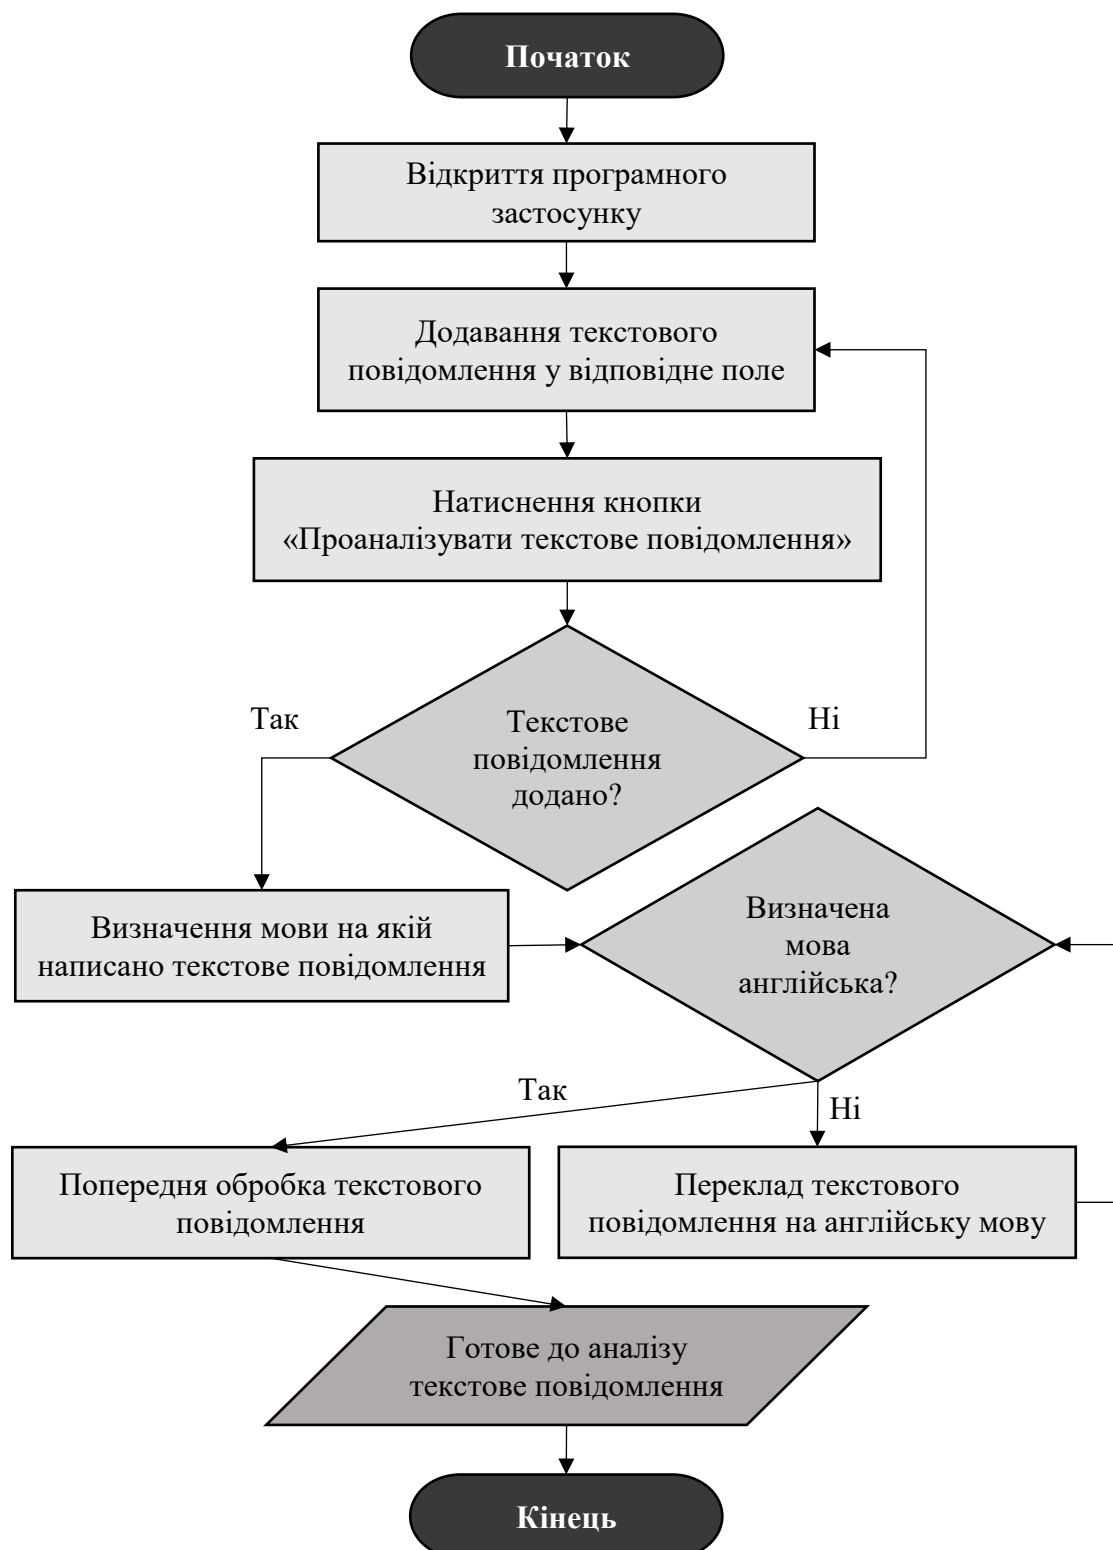 Початок
Відкриття програмного
застосунку
Додавання текстового
повідомлення у відповідне поле
Натиснення кнопки
«Проаналізувати текстове повідомлення»
Так
Ні
Текстове
повідомлення
додано?
Визначення мови на якій
написано текстове повідомлення
Визначена
мова
англійська?
Так
Ні
Попередня обробка текстового
повідомлення
Переклад текстового
повідомлення на англійську мову
Готове до аналізу
текстове повідомлення
Кінець